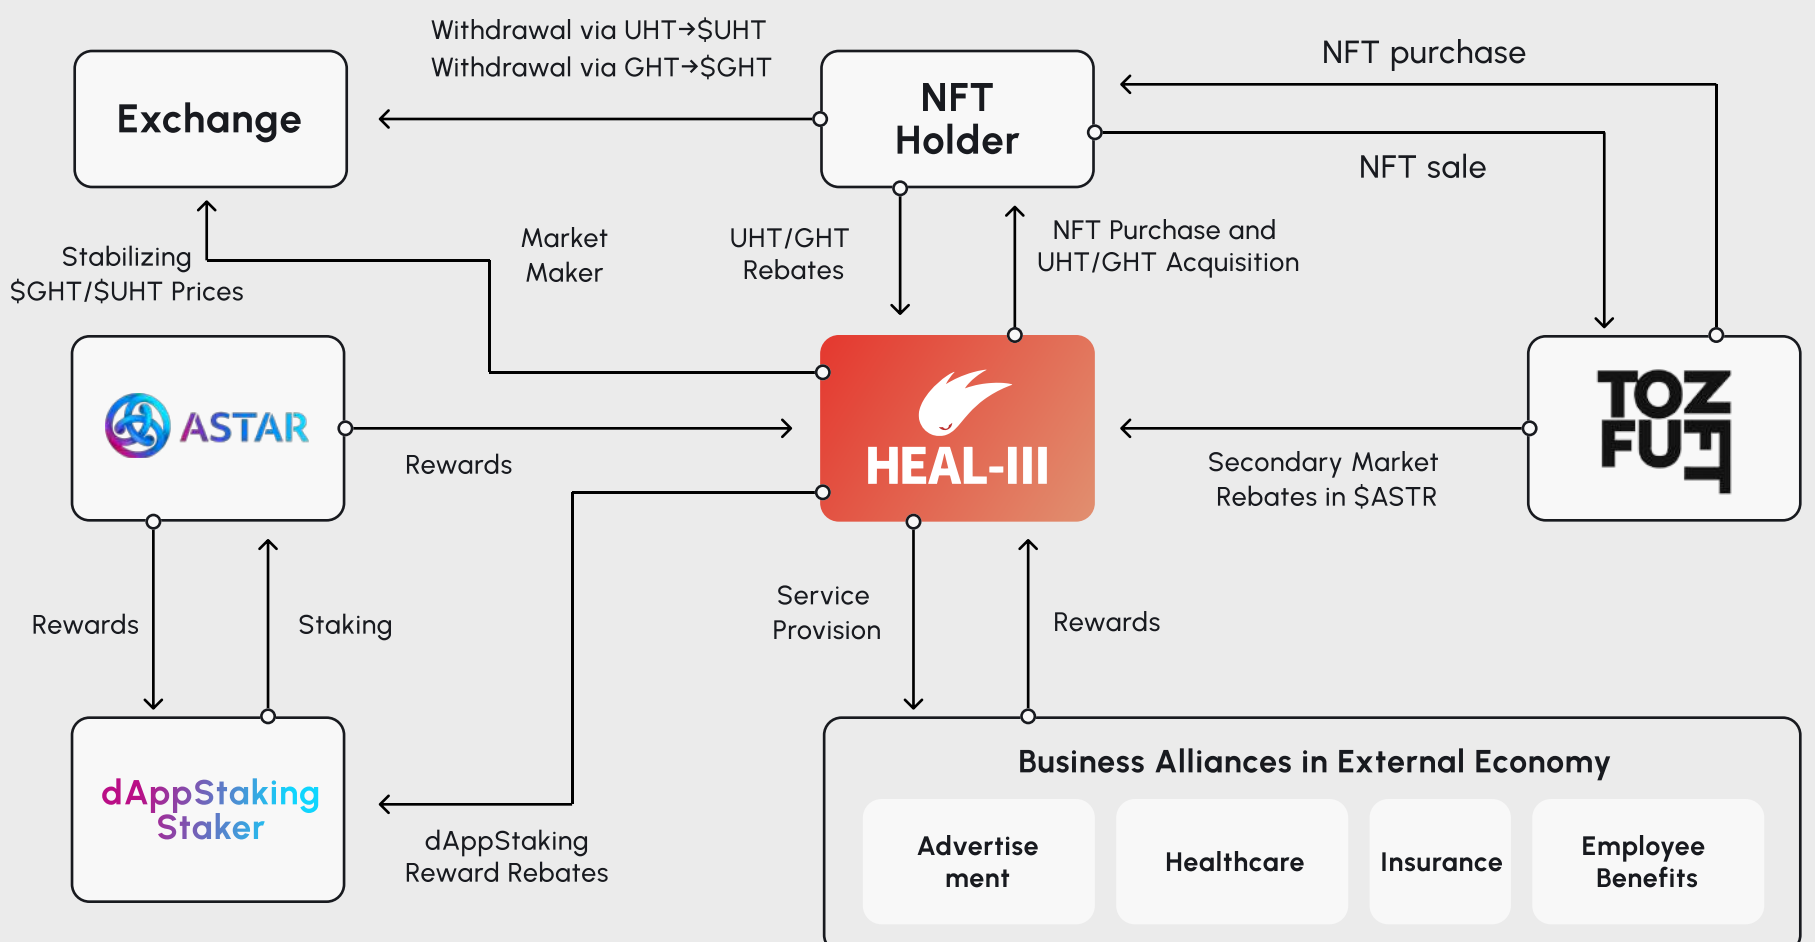 Withdrawal via UHT→$UHT
Withdrawal via GHT→$GHT
Exchange
NFT
Holder
NFT purchase
NFT sale
Stabilizing
$GHT/$UHT Prices
Market
Maker
UHT/GHT
Rebates
NFT Purchase and
UHT/GHT Acquisition
ASTAR
Rewards
HEAL-III
Secondary Market
Rebates in $ASTR
TOZ
FUFT
Rewards
Staking
Service
Provision
Rewards
dAppStaking
Staker
dAppStaking
Reward Rebates
Business Alliances in External Economy
Advertise
ment
Healthcare
Insurance
Employee
Benefits